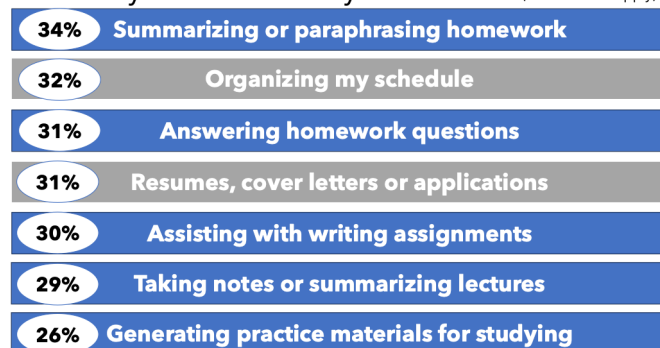 34% Summarizing or paraphrasing homework
32% Organizing my schedule
31% Answering homework questions
31% Resumes, cover letters or applications
30% Assisting with writing assignments
29% Taking notes or summarizing lectures
26% Generating practice materials for studying